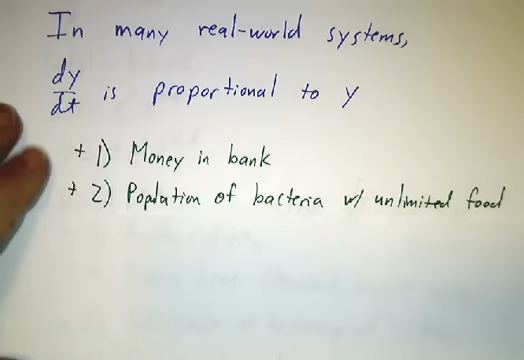 In many real-world systems,
dy/dt is proportional to y
+ 1) Money in bank
+ 2) Poplation of bacteria w/ unlimited food